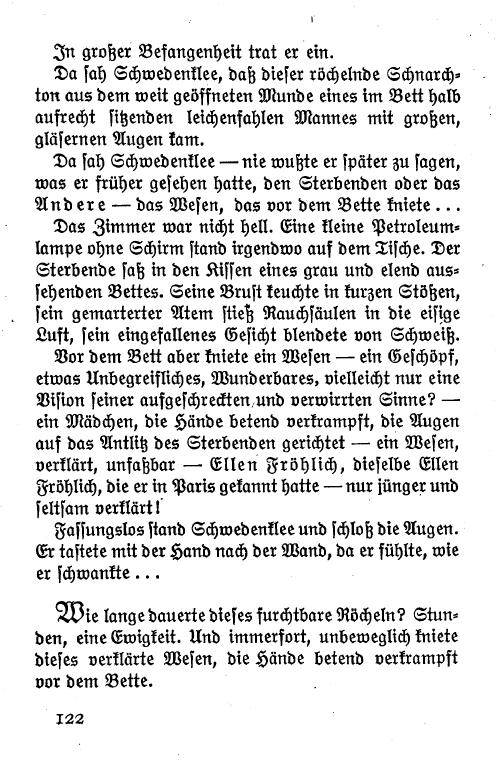 In großer Befangenheit trat er ein.
Da sah Schwedenklee, daß dieser röchelnde Schnarch-
ton aus dem weit geöffneten Munde eines im Bett halb
aufrecht sitzenden leichenfahlen Mannes mit großen,
gläsernen Augen kam.
Da sah Schwedenklee — nie wußte er später zu sagen,
was er früher gesehen hatte, den Sterbenden oder das
Andere — das Wesen, das vor dem Bette kniete ...
Das Zimmer war nicht hell. Eine kleine Petroleum-
lampe ohne Schirm stand irgendwo auf dem Tische. Der
Sterbende saß in den Kissen eines grau und elend aus-
sehenden Bettes. Seine Brust keuchte in kurzen Stößen,
sein gemarterter Atem stieß Rauchsäulen in die eisige
Luft, sein eingefallenes Gesicht blendete von Schweiß.
Vor dem Bett aber kniete ein Wesen — ein Geschöpf,
etwas Unbegreifliches, Wunderbares, vielleicht nur eine
Vision seiner aufgeschreckten und verwirrten Sinne? —
ein Mädchen, die Hände betend verkrampft, die Augen
auf das Antlitz des Sterbenden gerichtet — ein Wesen,
verklärt, unfaßbar — Ellen Fröhlich, dieselbe Ellen
Fröhlich, die er in Paris gekannt hatte — nur jünger und
seltsam verklärt!
Fassungslos stand Schwedenklee und schloß die Augen.
Er tastete mit der Hand nach der Wand, da er fühlte, wie
er schwankte ...
Wie lange dauerte dieses furchtbare Röcheln? Stun-
den, eine Ewigkeit. Und immerfort, unbeweglich kniete
dieses verklärte Wesen, die Hände betend verkrampft
vor dem Bette.
122